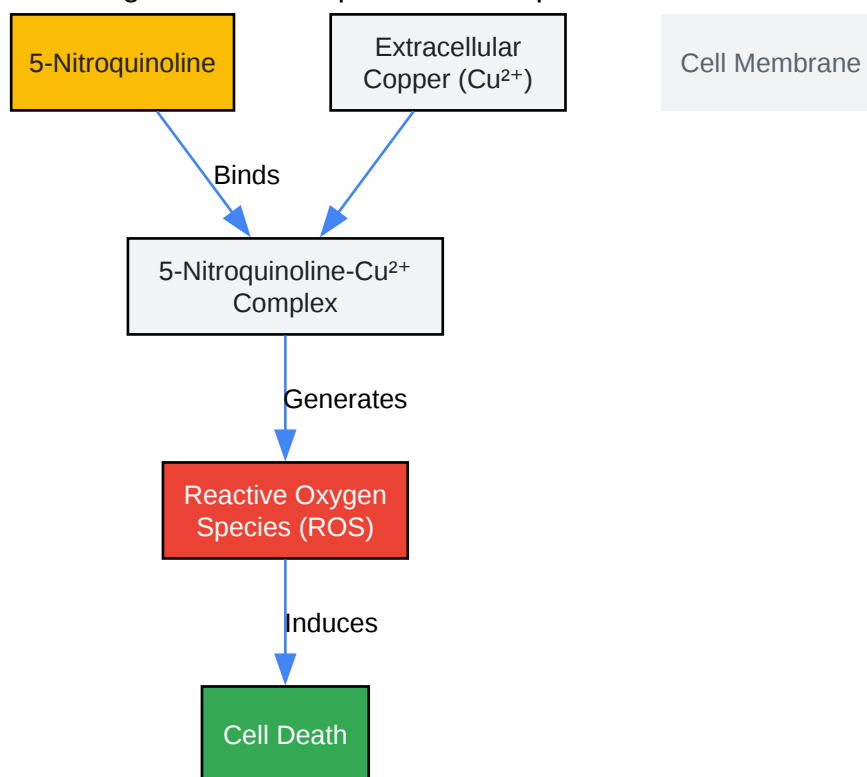 5-Nitroquinoline
Extracellular
Copper (Cu²⁺)
Cell Membrane
Binds
5-Nitroquinoline-Cu²⁺
Complex
Generates
Reactive Oxygen
Species (ROS)
Induces
Cell Death